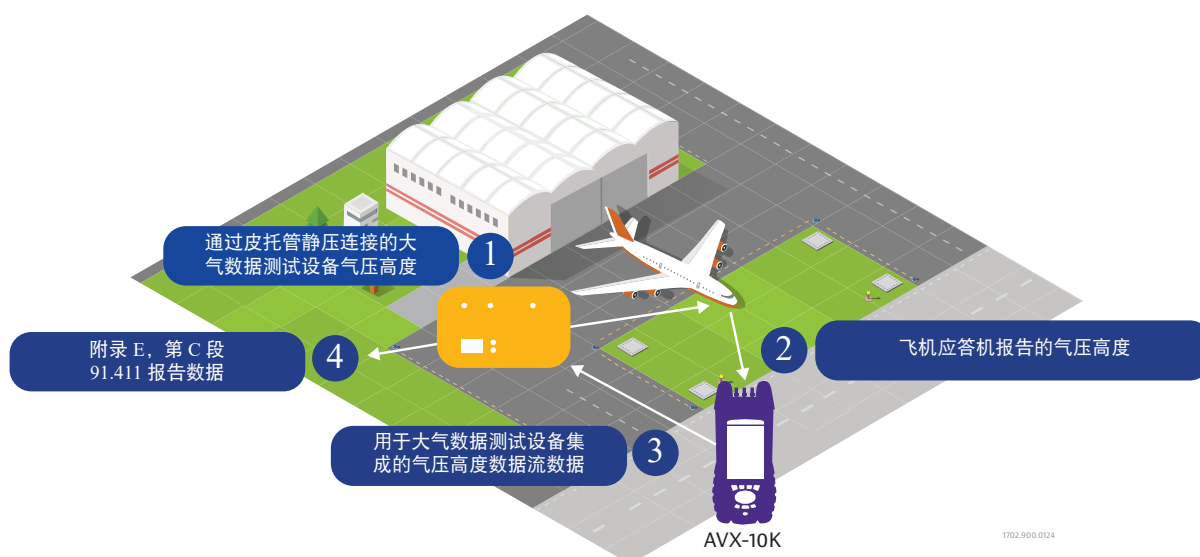 通过皮托管静压连接的大
气数据测试设备气压高度
1
附录 E，第 C 段
91.411 报告数据
4
2
飞机应答机报告的气压高度
用于大气数据测试设备集
成的气压高度数据流数据
3
AVX-10K
1702.900.0124